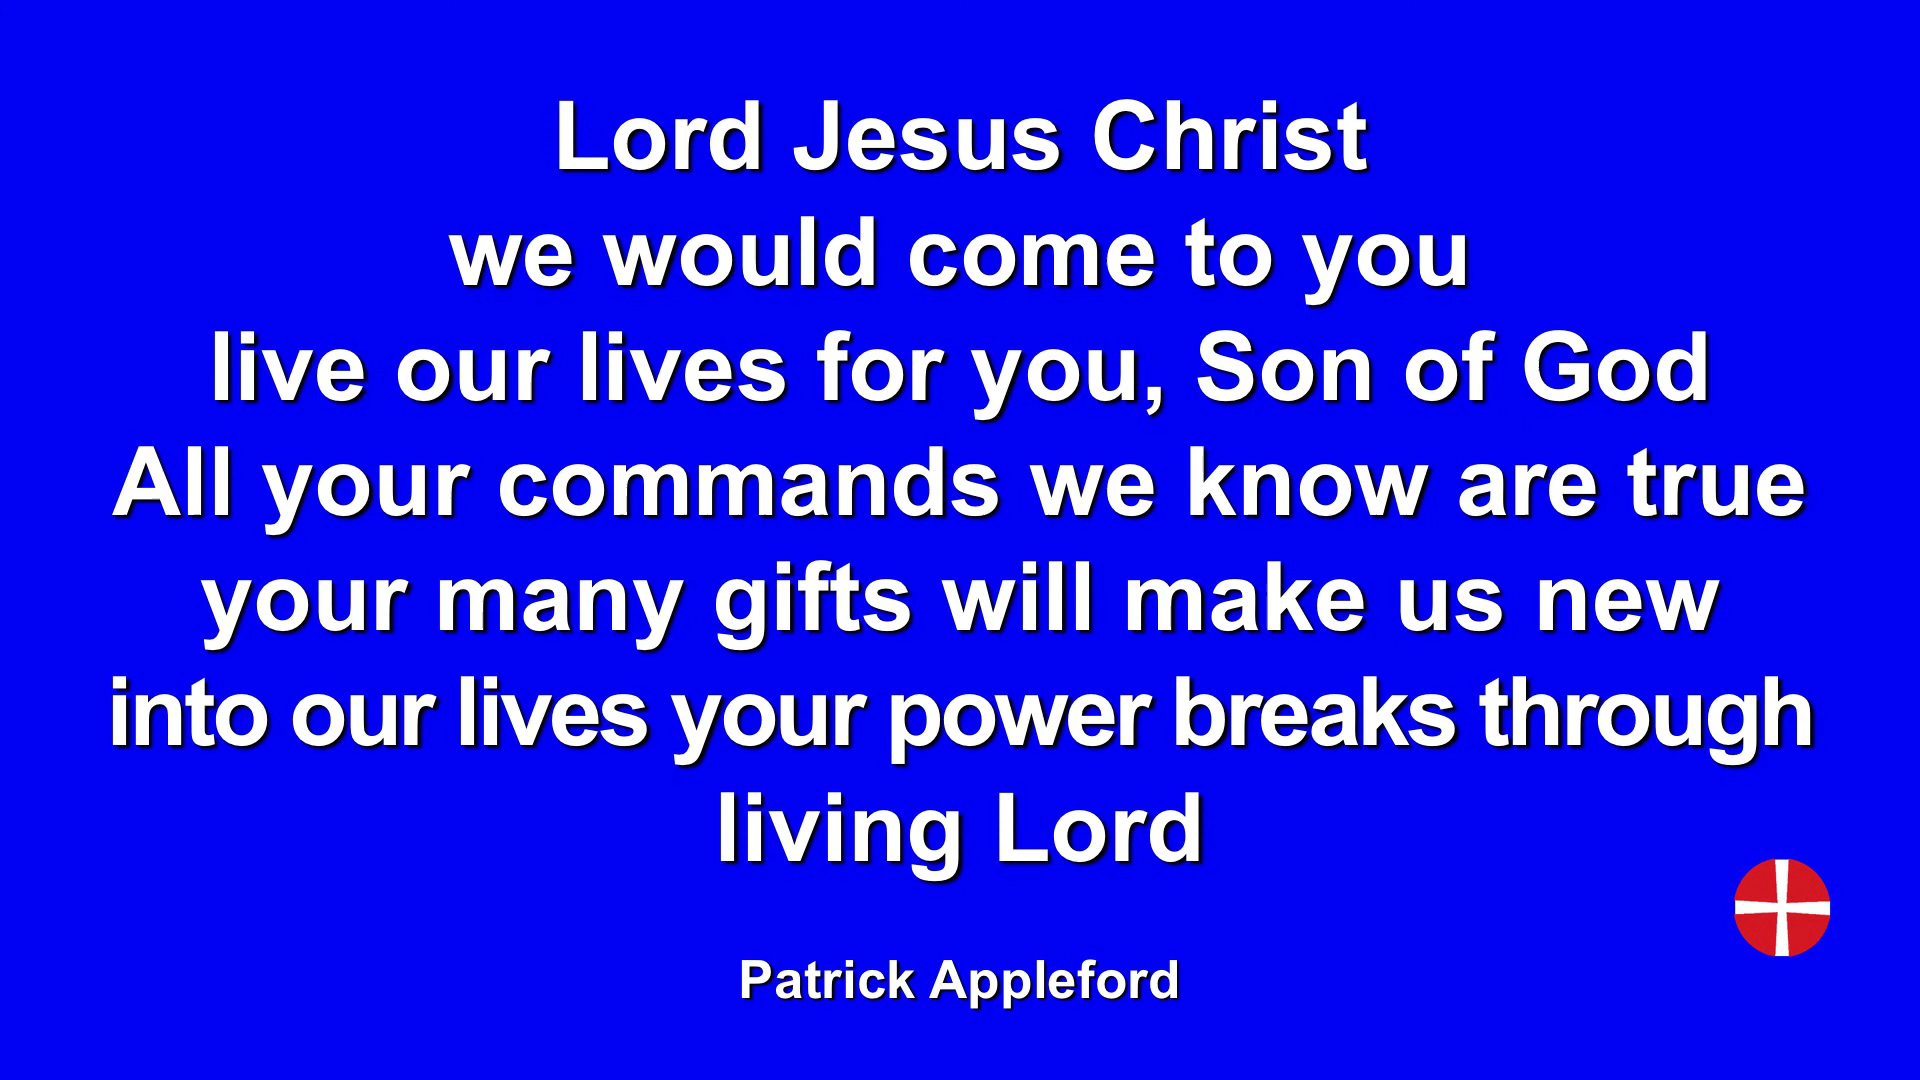 Lord Jesus Christ
we would come to you
live our lives for you, Son of God
All your commands we know are true
your many gifts will make us new
into our lives your power breaks through
living Lord
Patrick Appleford